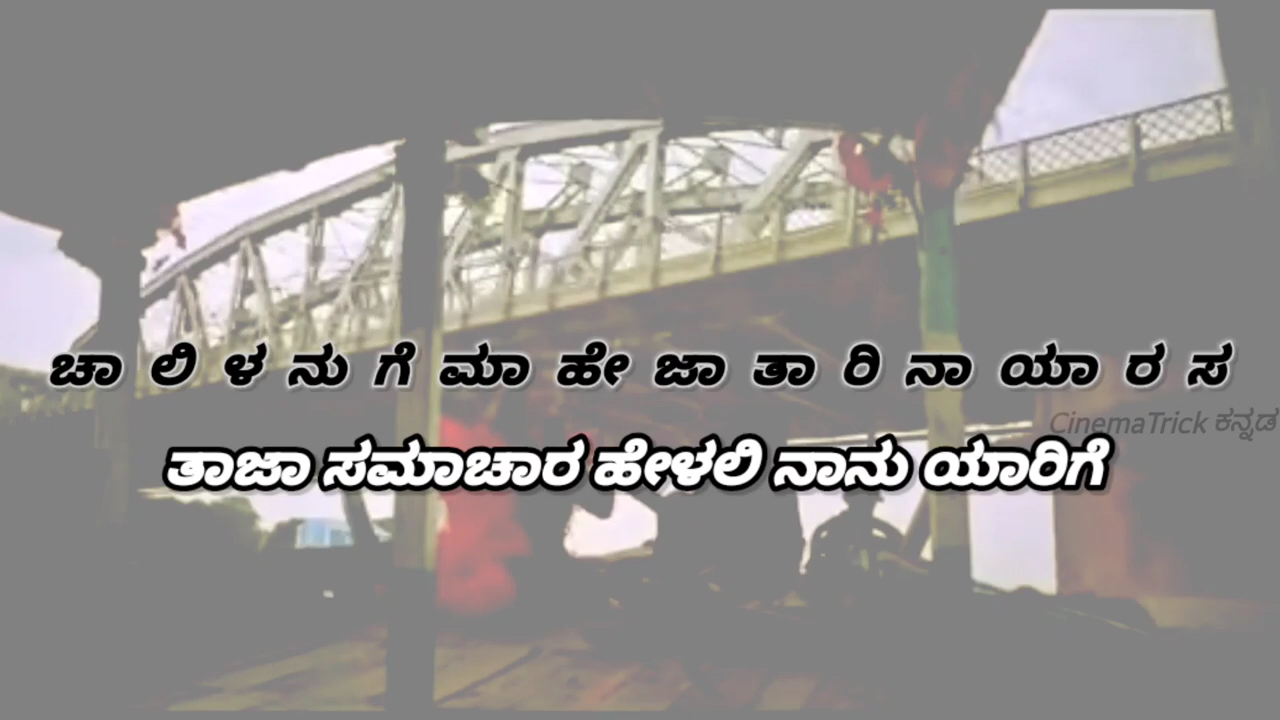 ಚಾ ಲಿ ಳ ನು ಗೆ ಮಾ ಹೇ ಜಾ ತಾ ರಿ ನಾ ಯಾ ರ ಸ
CinemaTrick ಕನ್ನಡ
ತಾಜಾ ಸಮಾಚಾರ ಹೇಳಲಿ ನಾನು ಯಾರಿಗೆ